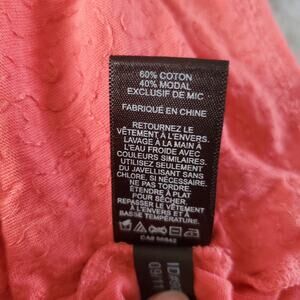 60% COTON
40% MODAL
EXCLUSIF DE MIC
FABRIQUÉ EN CHINE
RETOURNEZ LE
VÊTEMENT À L'ENVERS.
LAVAGE A LA MAIN À
L'EAU FROIDE AVEC
COULEURS SIMILAIRES.
UTILISEZ SEULEMENT
DU JAVELLISANT SANS
CHLORE, SI NÉCESSAIRE.
NE PAS TORDRE.
ÉTENDRE À PLAT
POUR SÉCHER.
REPASSER LE VÊTEMENT À
BASSE TEMPÉRATURE.